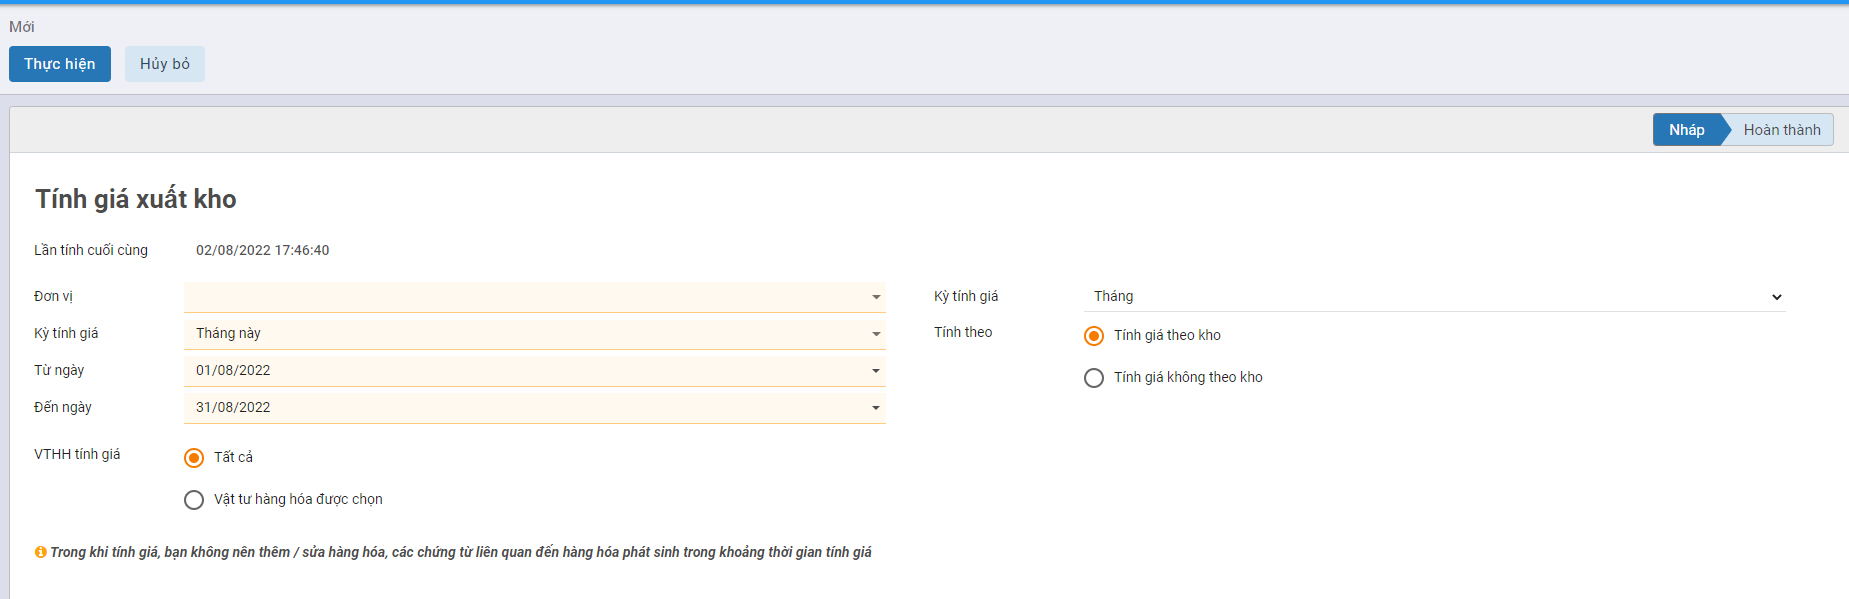 Mới
Thực hiện Hủy bỏ
Nháp Hoàn thành
Tính giá xuất kho
Lần tính cuối cùng 02/08/2022 17:46:40
Đơn vị Kỳ tính giá Tháng
Kỳ tính giá Tháng này Tính theo Tính giá theo kho
Từ ngày 01/08/2022 Tính giá không theo kho
Đến ngày 31/08/2022
VTHH tính giá Tất cả
Vật tư hàng hóa được chọn
Trong khi tính giá, bạn không nên thêm / sửa hàng hóa, các chứng từ liên quan đến hàng hóa phát sinh trong khoảng thời gian tính giá